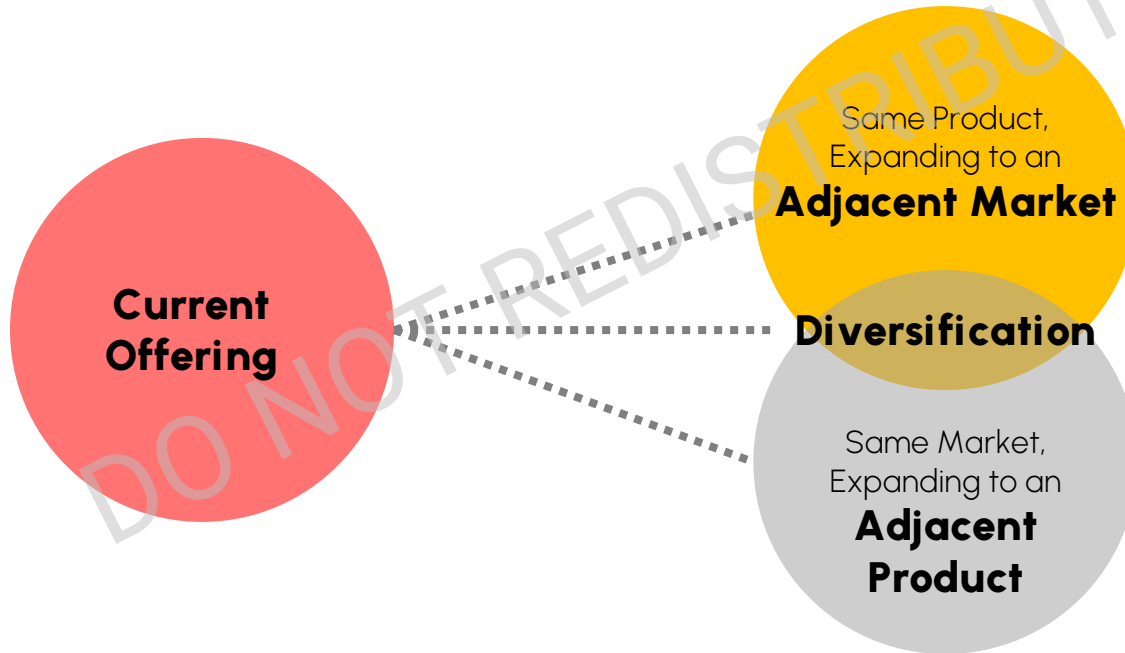 Current
Offering
Same Product,
Expanding to an
Adjacent Market
Diversification
Same Market,
Expanding to an
Adjacent
Product
DO NOT REDISTRIBUT